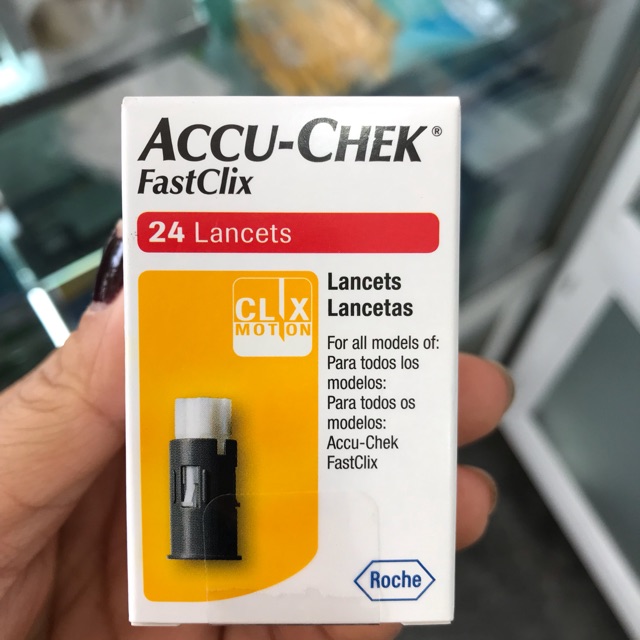 ACCU-CHEK®
FastClix
24 Lancets
CLIX
MOTION
Lancets
Lancetas
For all models of:
Para todos los
modelos:
Para todos os
modelos:
Accu-Chek
FastClix
Roche